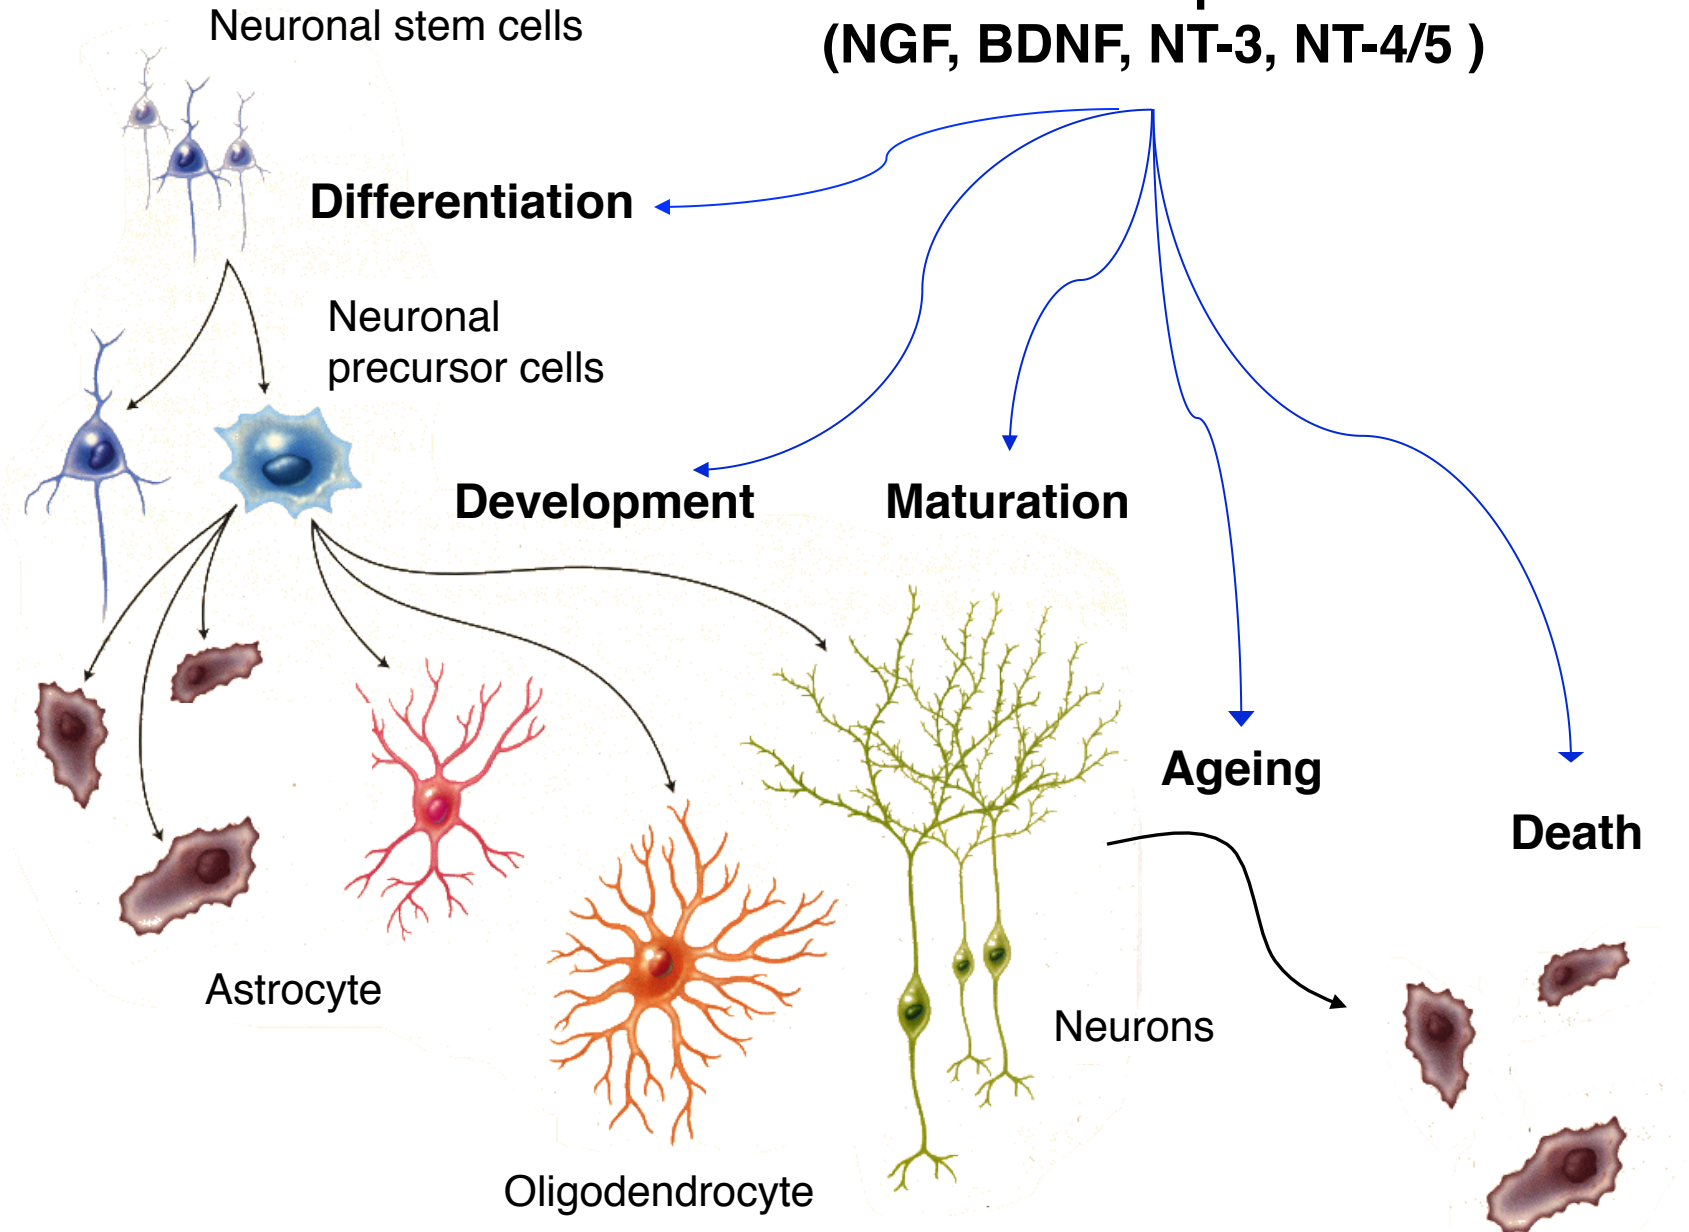 Neuronal stem cells
(NGF, BDNF, NT-3, NT-4/5 )
Differentiation
Neuronal
precursor cells
Development
Maturation
Ageing
Death
Astrocyte
Neurons
Oligodendrocyte